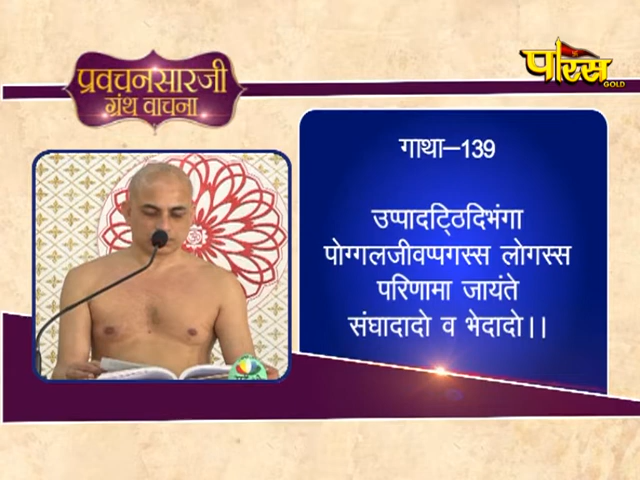 प्रवचनसारजी
ग्रंथ वाचना
पारस
GOLD
गाथा–139
उप्पादट्ठिदिभंगा
पोग्गलजीवप्पगस्स लोगस्स
परिणामा जायंते
संघादादो व भेदादो।।